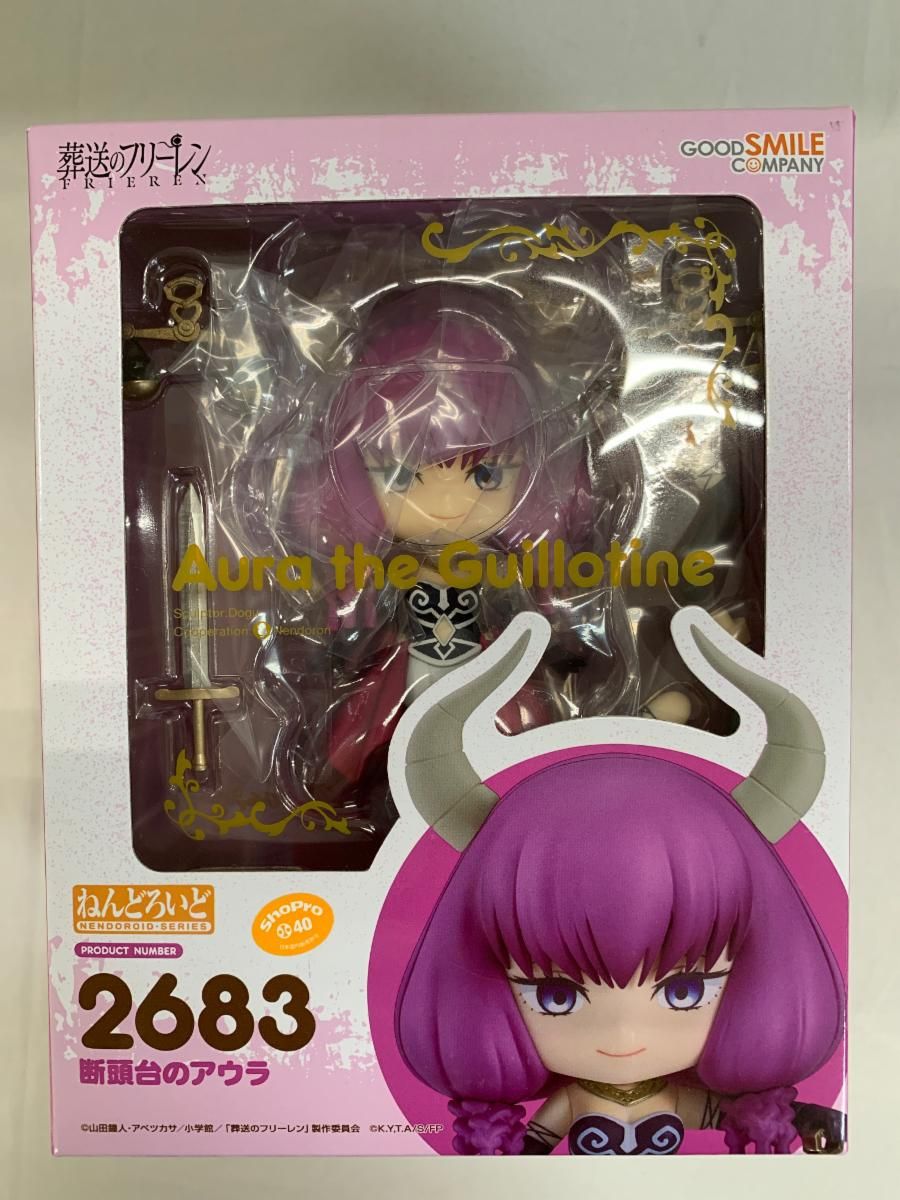 葬送のフリーレン
FRIEREN
GOOD SMILE
COMPANY
Aura the Guillotine
Sculptor:Dogu
Cooperation: Nendoron
ねんどろいど
NENDOROID・SERIES
PRODUCT NUMBER
ShoPro
40
2683
断頭台のアウラ
©山田鐘人・アベツカサ/小学館/「葬送のフリーレン」製作委員会 ©K,Y,T,A/S/FP